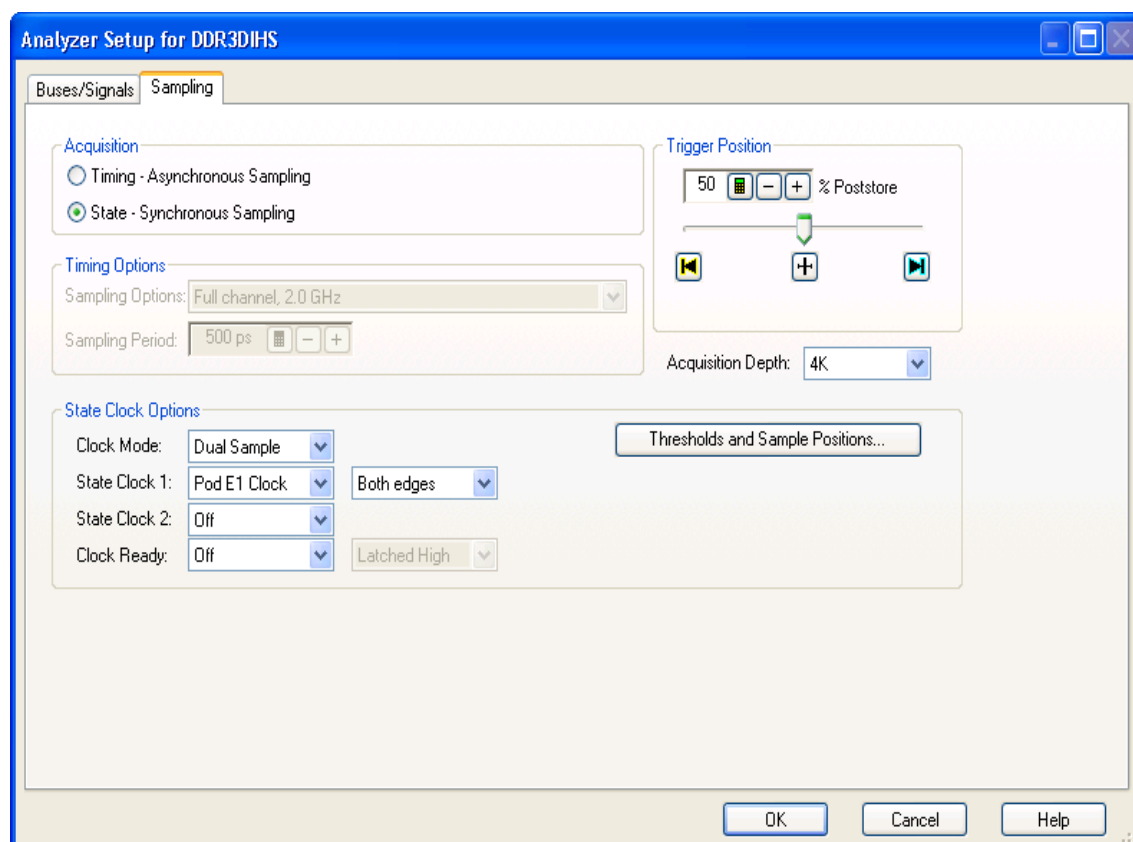 Analyzer Setup for DDR3DIHS
Buses/Signals Sampling
Acquisition
Timing - Asynchronous Sampling
State - Synchronous Sampling
Trigger Position
50 % Poststore
Timing Options
Sampling Options: Full channel, 2.0 GHz
Sampling Period: 500 ps
Acquisition Depth: 4K
State Clock Options
Clock Mode: Dual Sample
Thresholds and Sample Positions...
State Clock 1: Pod E1 Clock Both edges
State Clock 2: Off
Clock Ready: Off Latched High
OK Cancel Help